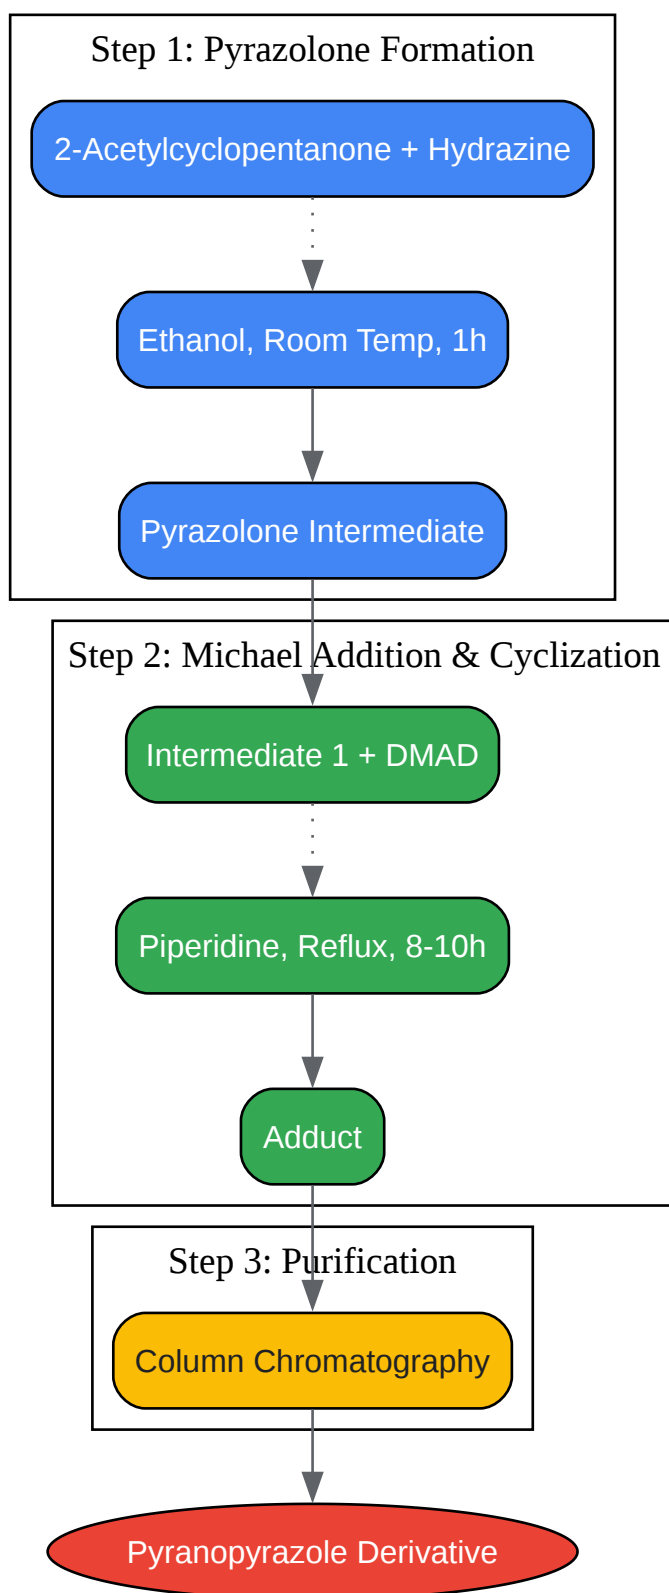 Step 1: Pyrazolone Formation
2-Acetylcyclopentanone + Hydrazine
Ethanol, Room Temp, 1h
Pyrazolone Intermediate
Step 2: Michael Addition & Cyclization
Intermediate 1 + DMAD
Piperidine, Reflux, 8-10h
Adduct
Step 3: Purification
Column Chromatography
Pyranopyrazole Derivative